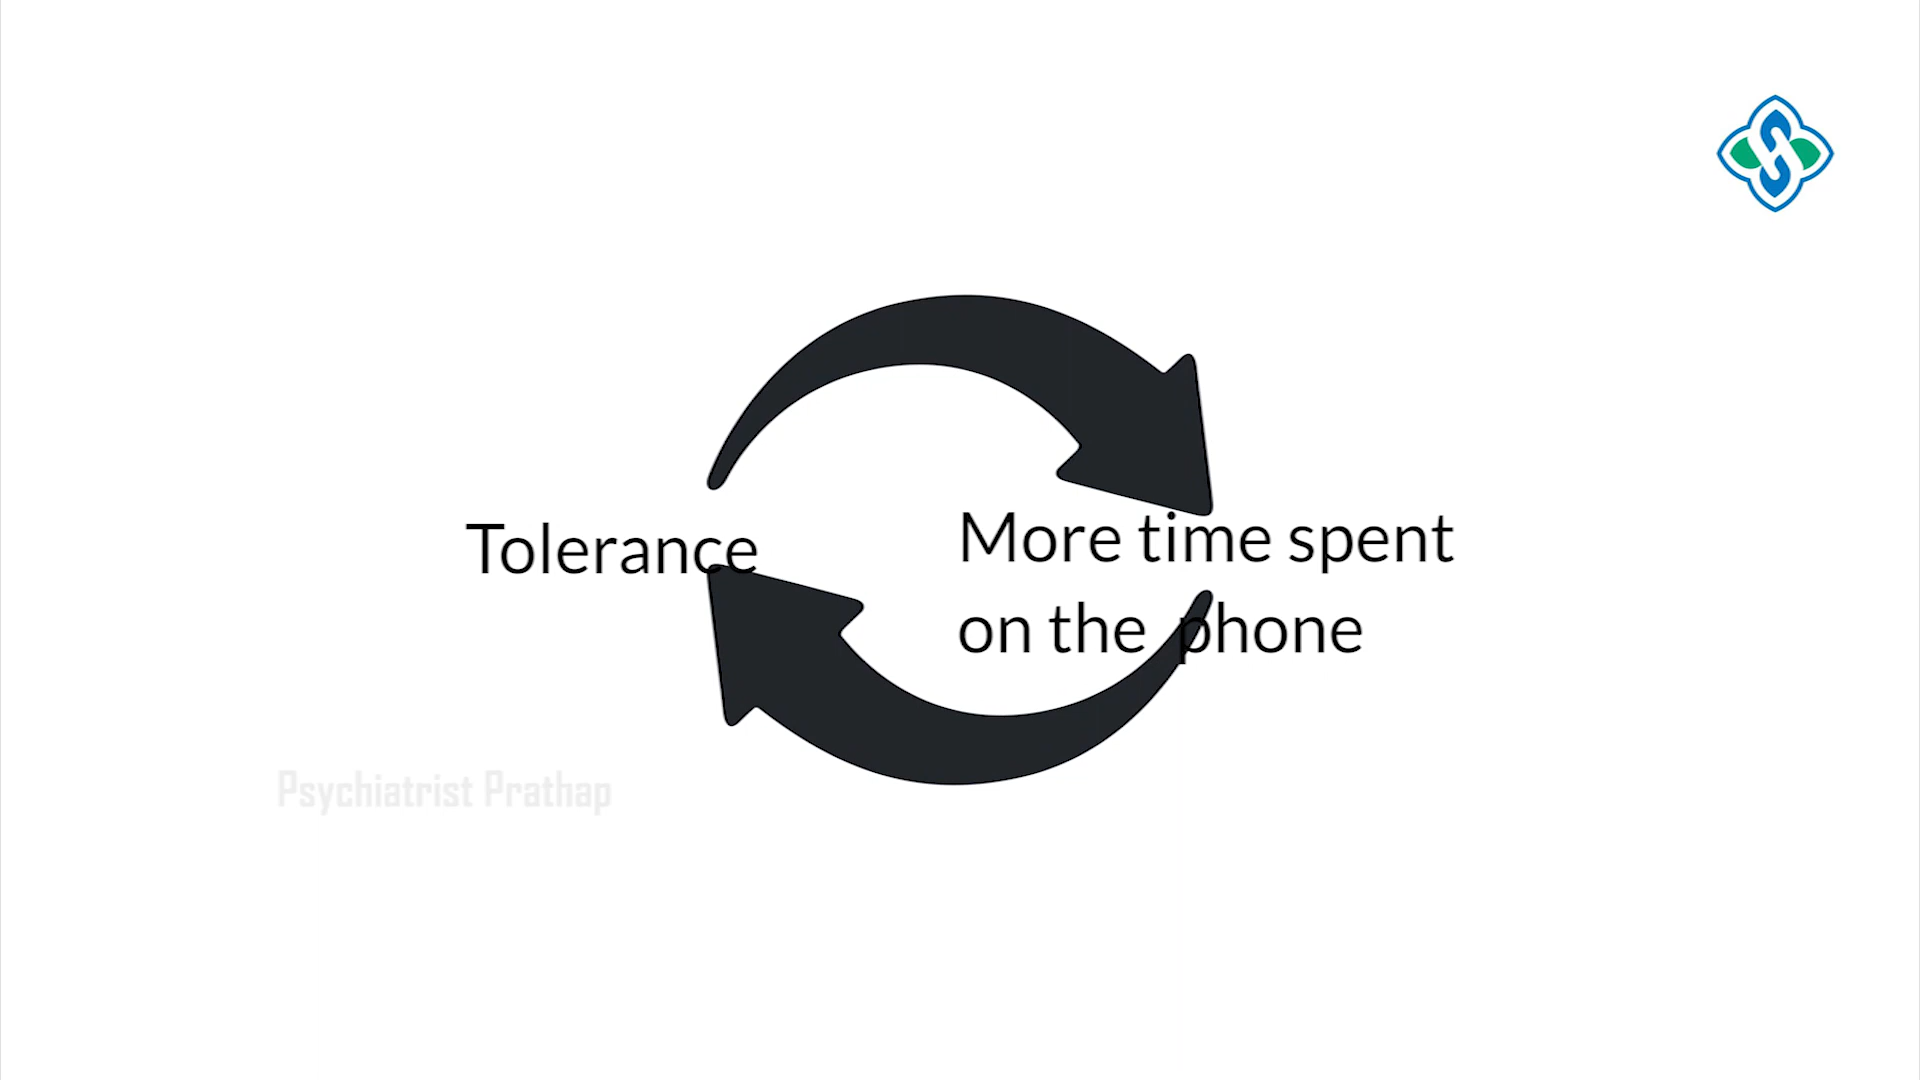 Tolerance
More time spent
on the phone
Psychiatrist Prathap